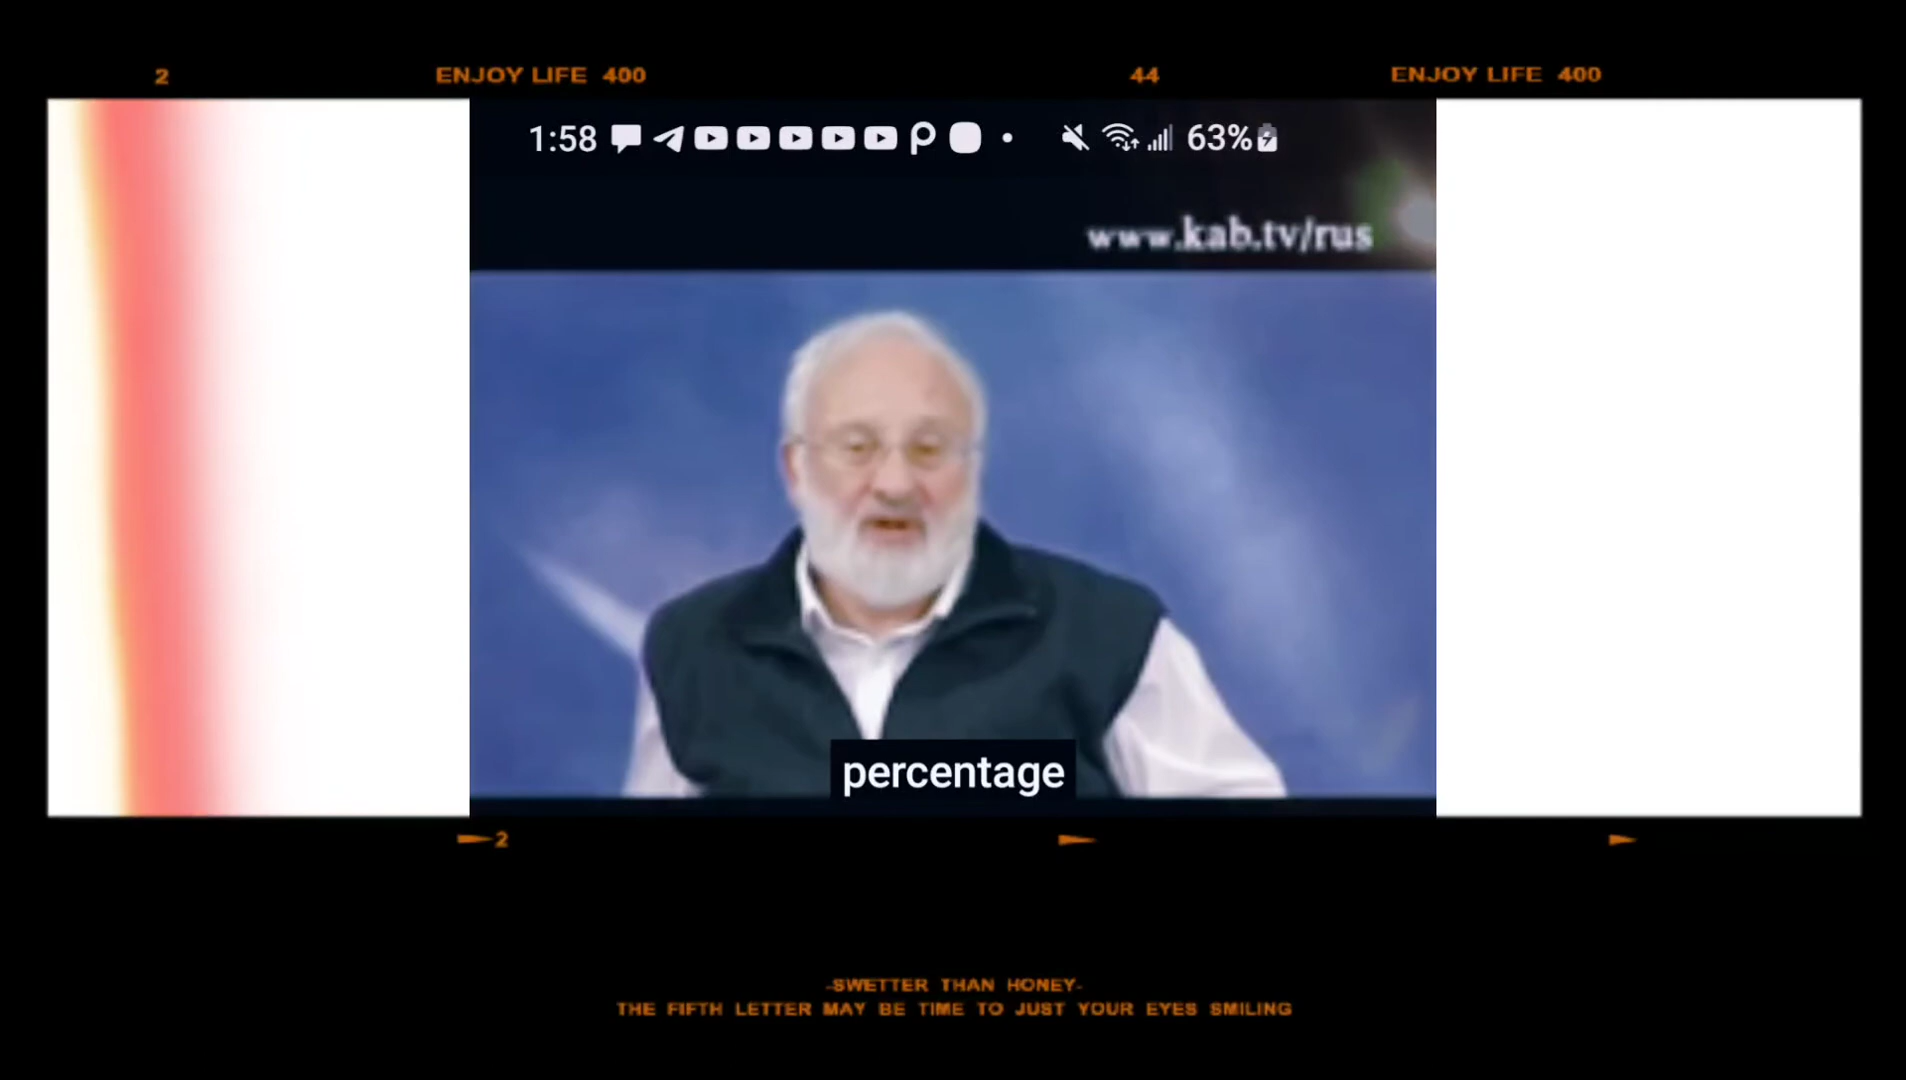 2 ENJOY LIFE 400 44 ENJOY LIFE 400
1:58 63%
www.kab.tv/rus
percentage
2
-SWETTER THAN HONEY-
THE FIFTH LETTER MAY BE TIME TO JUST YOUR EYES SMILING